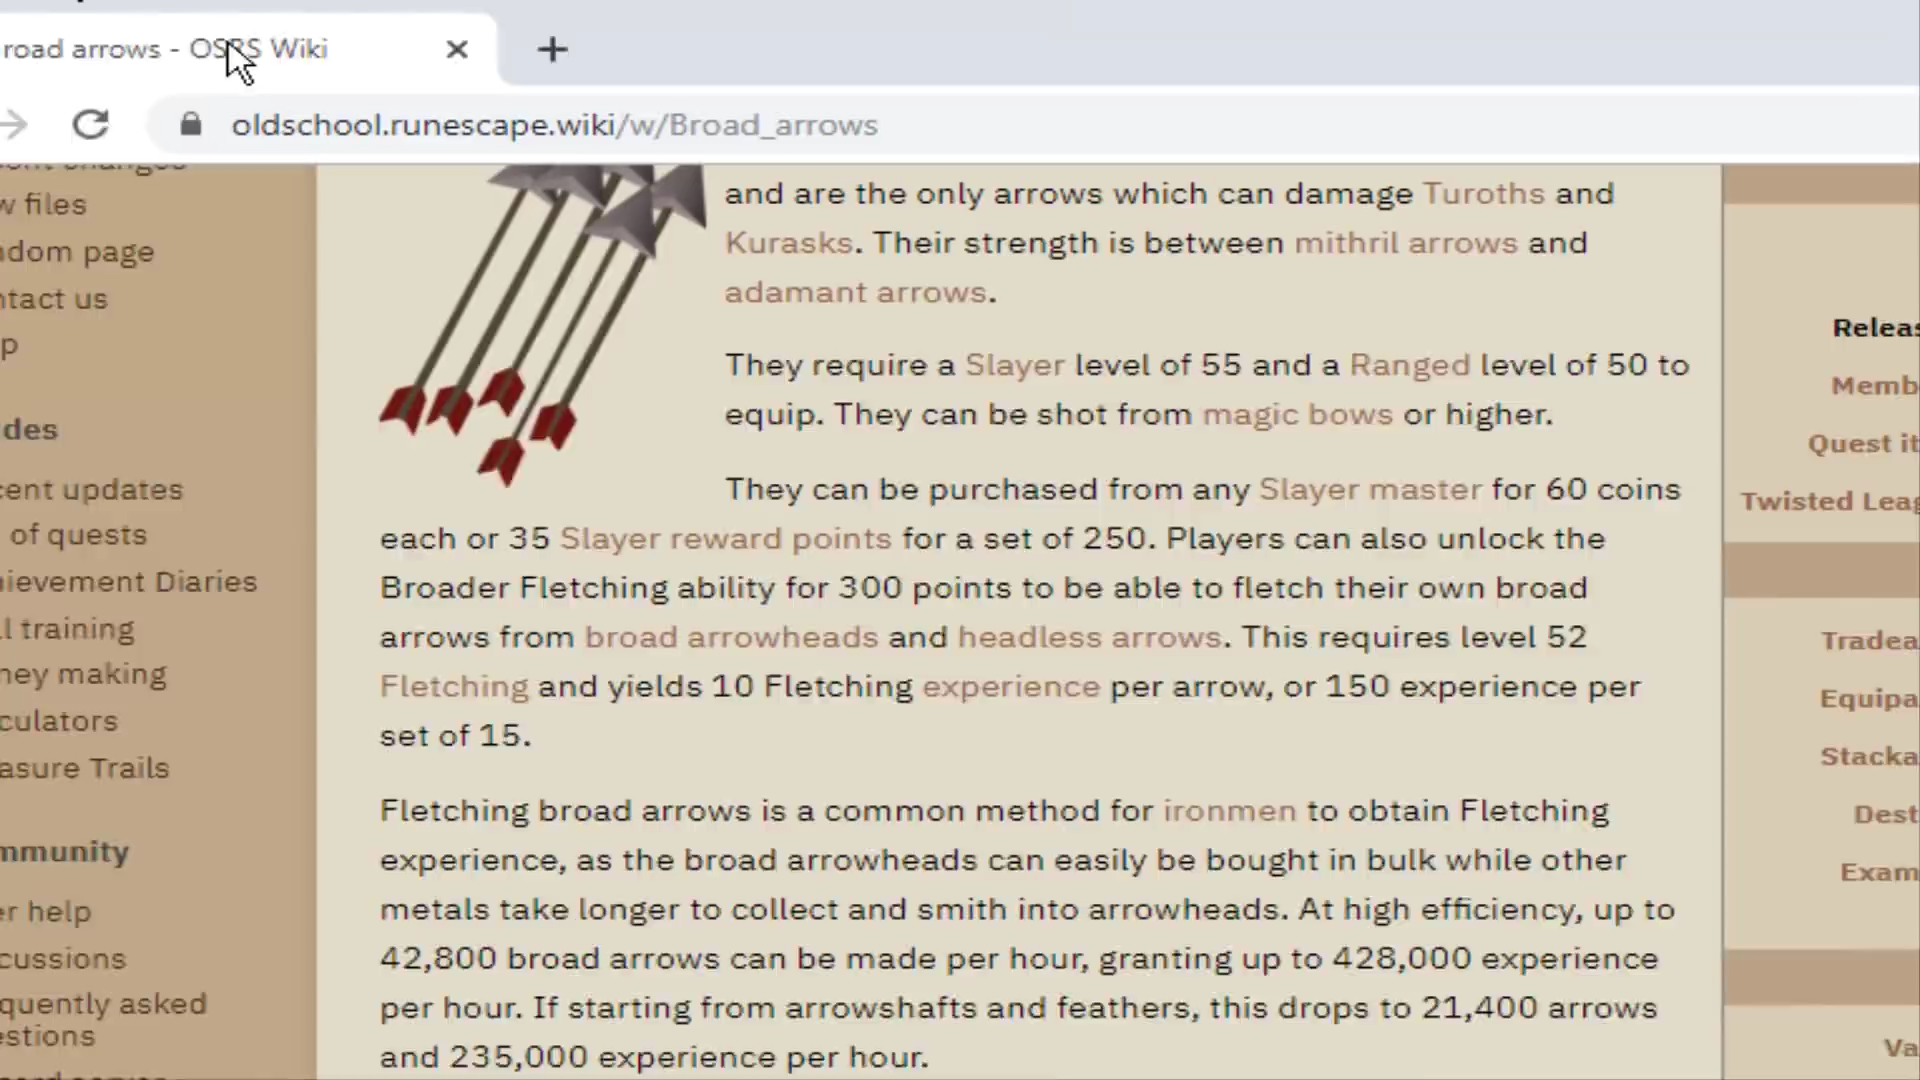 road arrows - OSRS Wiki
oldschool.runescape.wiki/w/Broad_arrows
w files
ndom page
ntact us
p
des
cent updates
of quests
hievement Diaries
l training
ney making
culators
asure Trails
mmunity
er help
cussions
quently asked
estions
and are the only arrows which can damage Turoths and
Kurasks. Their strength is between mithril arrows and
adamant arrows.
They require a Slayer level of 55 and a Ranged level of 50 to
equip. They can be shot from magic bows or higher.
They can be purchased from any Slayer master for 60 coins
each or 35 Slayer reward points for a set of 250. Players can also unlock the
Broader Fletching ability for 300 points to be able to fletch their own broad
arrows from broad arrowheads and headless arrows. This requires level 52
Fletching and yields 10 Fletching experience per arrow, or 150 experience per
set of 15.
Fletching broad arrows is a common method for ironmen to obtain Fletching
experience, as the broad arrowheads can easily be bought in bulk while other
metals take longer to collect and smith into arrowheads. At high efficiency, up to
42,800 broad arrows can be made per hour, granting up to 428,000 experience
per hour. If starting from arrowshafts and feathers, this drops to 21,400 arrows
and 235,000 experience per hour.
Releas
Memb
Quest it
Twisted Leag
Tradea
Equipa
Stacka
Dest
Exam
Va